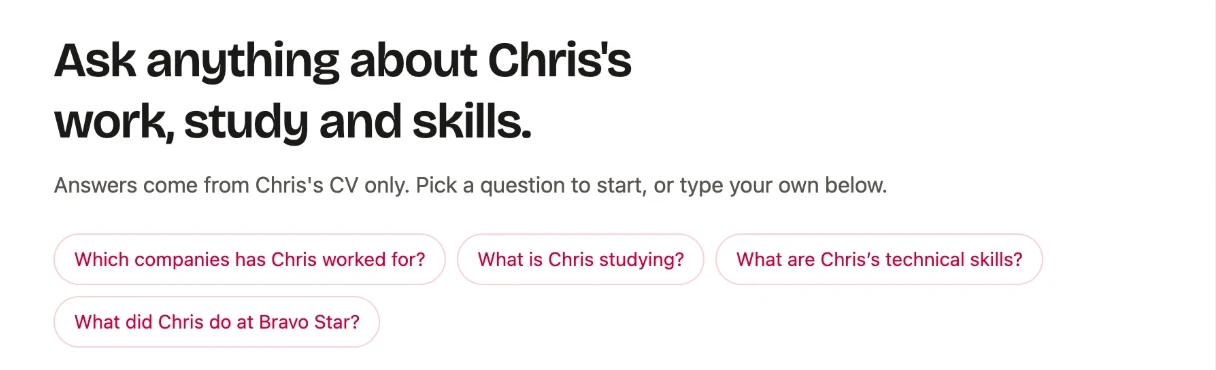 Ask anything about Chris's
work, study and skills.
Answers come from Chris's CV only. Pick a question to start, or type your own below.
Which companies has Chris worked for?
What is Chris studying?
What are Chris’s technical skills?
What did Chris do at Bravo Star?